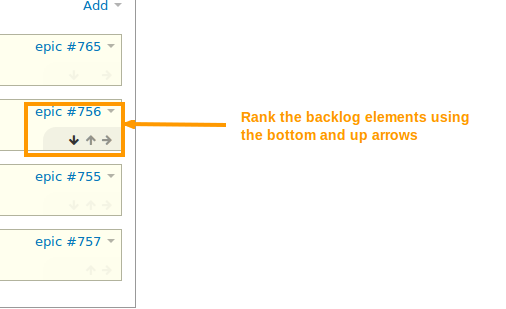 Add
epic #765
epic #756
Rank the backlog elements using
the bottom and up arrows
epic #755
epic #757